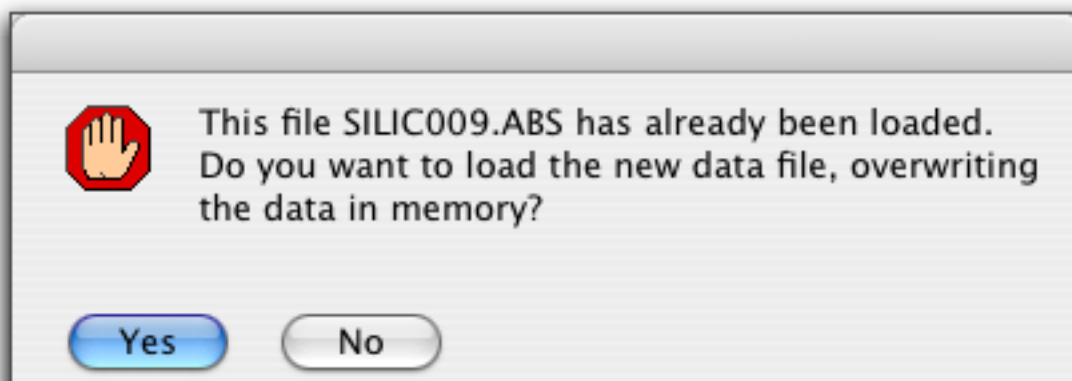 This file SILIC009.ABS has already been loaded.
Do you want to load the new data file, overwriting
the data in memory?
Yes
No